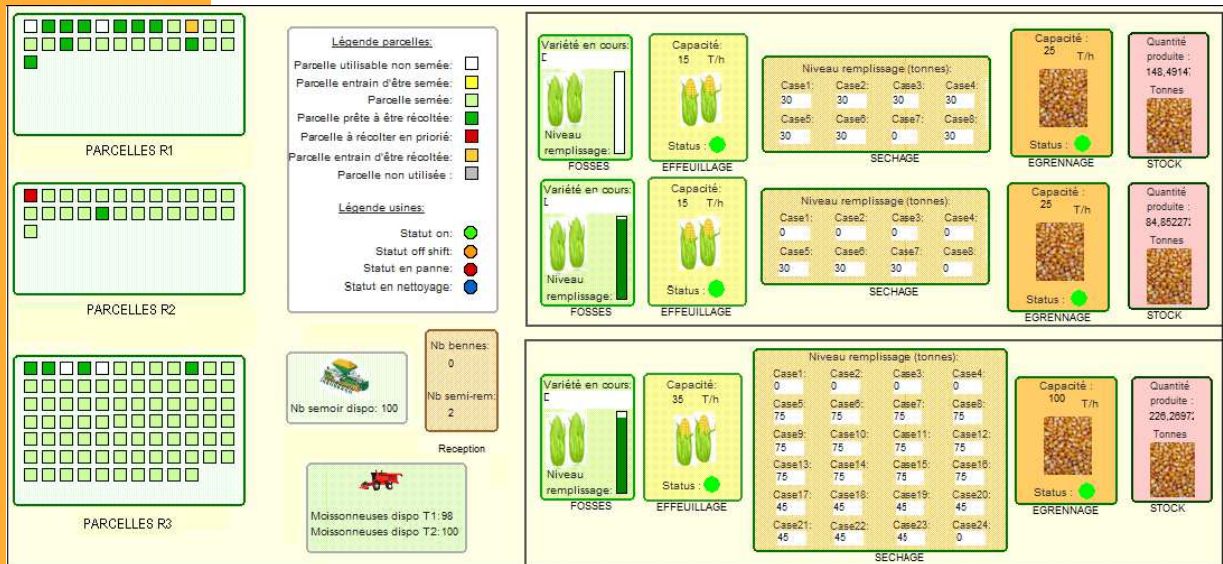 PARCELLES R1
PARCELLES R2
PARCELLES R3
Légende parcelles:
Parcelle utilisable non semée:
Parcelle entrain d'être semée:
Parcelle semée:
Parcelle prête à être récoltée:
Parcelle à récolter en priorié:
Parcelle entrain d'être récoltée:
Parcelle non utilisée :
Légende usines:
Statut on:
Statut off shift:
Statut en panne:
Statut en nettoyage:
Nb semoir dispo: 100
Nb bennes:
0
Nb semi-rem:
2
Reception
Moissonneuses dispo T1: 98
Moissonneuses dispo T2: 100
Variété en cours:
Niveau
remplissage:
FOSSES
Capacité:
15 T/h
Status :
EFFEUILLAGE
Niveau remplissage (tonnes):
Case1: Case2: Case3: Case4:
30 30 30 30
Case5: Case6: Case7: Case8:
30 30 0 30
SECHAGE
Capacité :
25 T/h
Status :
EGRENNAGE
Quantité
produite :
148,4914
Tonnes
STOCK
Variété en cours:
Niveau
remplissage:
FOSSES
Capacité :
15 T/h
Status :
EFFEUILLAGE
Niveau remplissage (tonnes):
Case1: Case2: Case3: Case4:
0 0 0 0
Case5: Case6: Case7: Case8:
30 30 30 0
SECHAGE
Capacité :
25 T/h
Status :
EGRENNAGE
Quantité
produite :
84,85227
Tonnes
STOCK
Variété en cours:
Niveau
remplissage:
FOSSES
Capacité:
35 T/h
Status :
EFFEUILLAGE
Niveau remplissage (tonnes):
Case1: Case2: Case3: Case4:
0 0 0 0
Case5: Case6: Case7: Case8:
75 75 75 75
Case9: Case10: Case11: Case12:
75 75 75 75
Case13: Case14: Case15: Case16:
75 75 75 75
Case17: Case18: Case19: Case20:
45 45 45 45
Case21: Case22: Case23: Case24:
45 45 45 0
SECHAGE
Capacité :
100 T/h
Status :
EGRENNAGE
Quantité
produite :
226,2697
Tonnes
STOCK